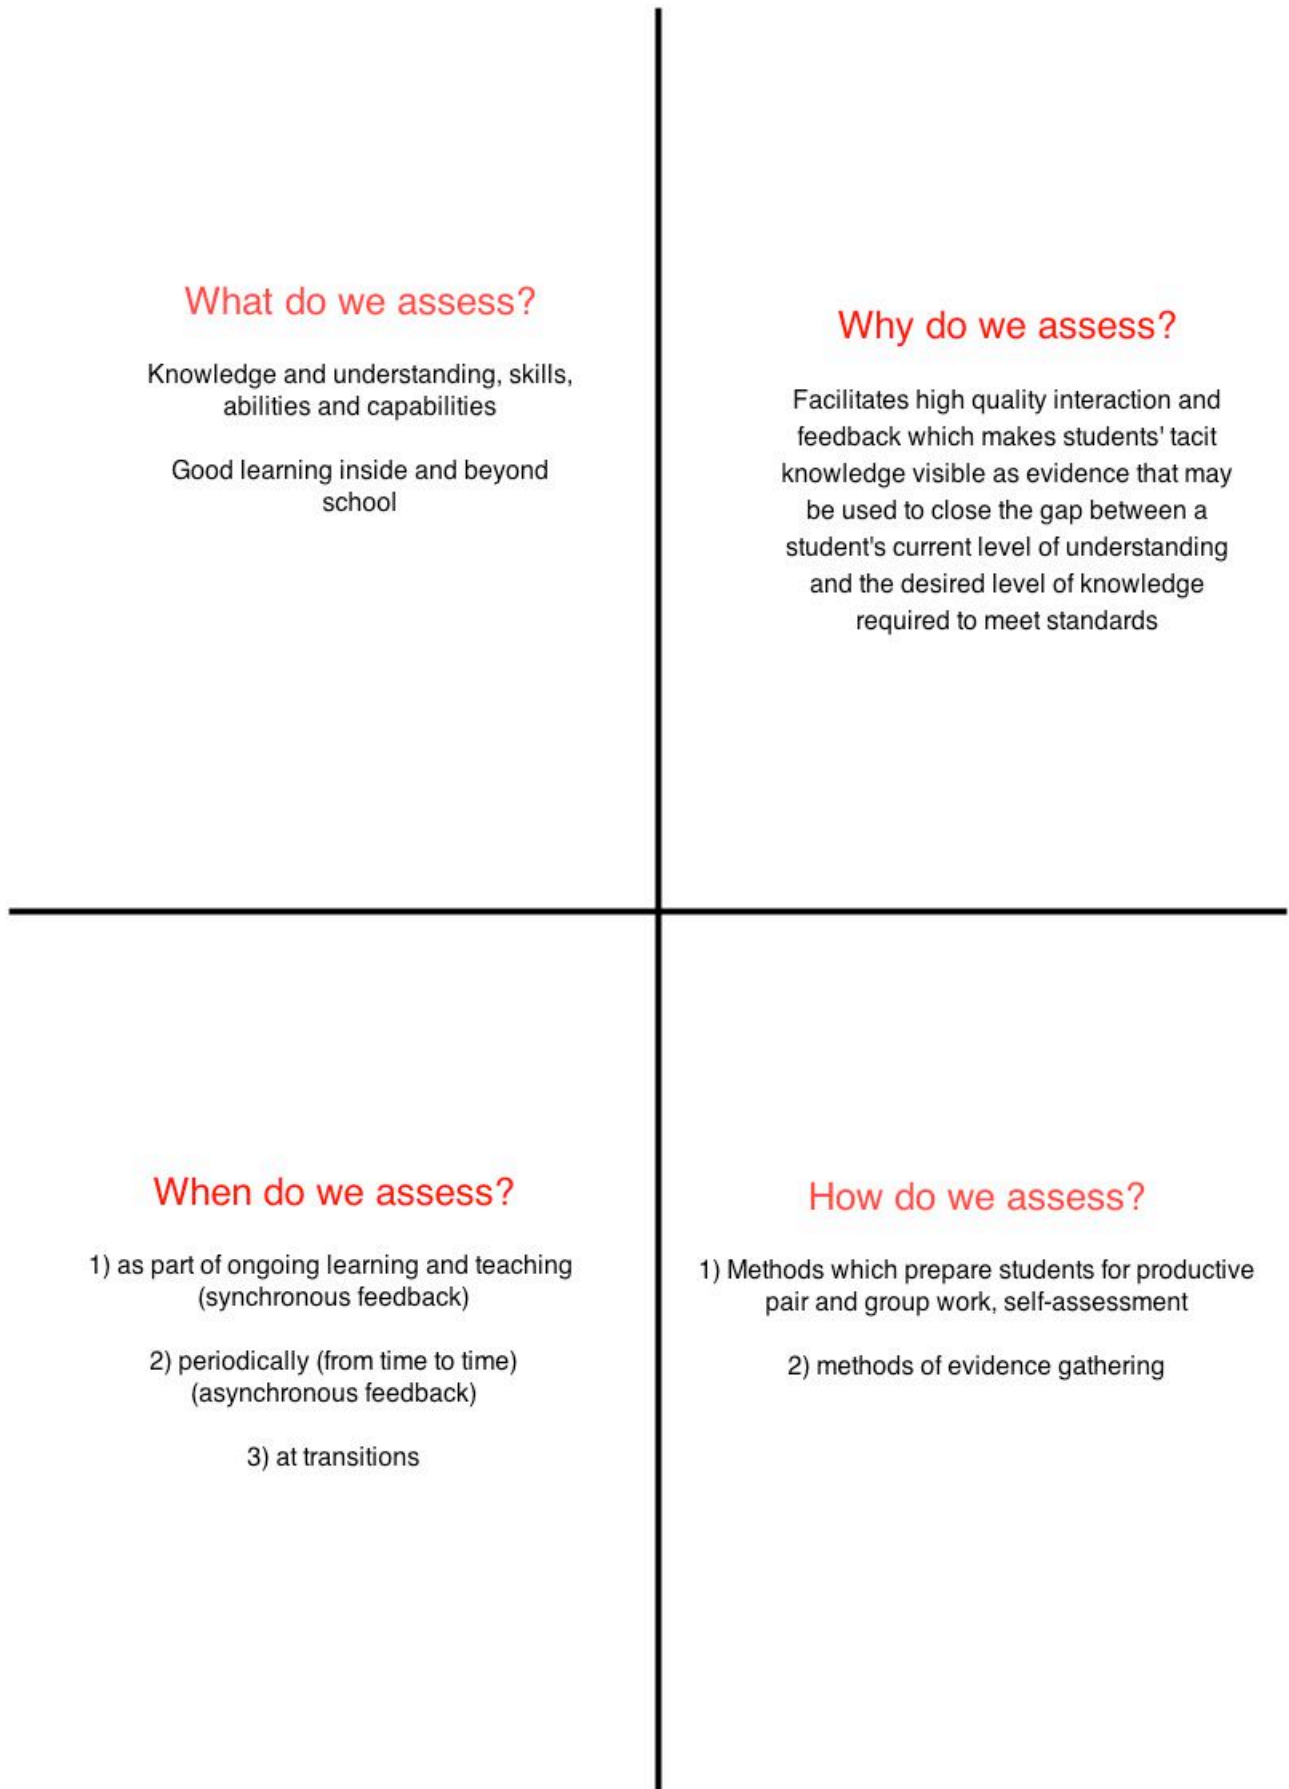 What do we assess?
Knowledge and understanding, skills,
abilities and capabilities
Good learning inside and beyond
school
Why do we assess?
Facilitates high quality interaction and
feedback which makes students' tacit
knowledge visible as evidence that may
be used to close the gap between a
student's current level of understanding
and the desired level of knowledge
required to meet standards
When do we assess?
1) as part of ongoing learning and teaching
(synchronous feedback)
2) periodically (from time to time)
(asynchronous feedback)
3) at transitions
How do we assess?
1) Methods which prepare students for productive
pair and group work, self-assessment
2) methods of evidence gathering